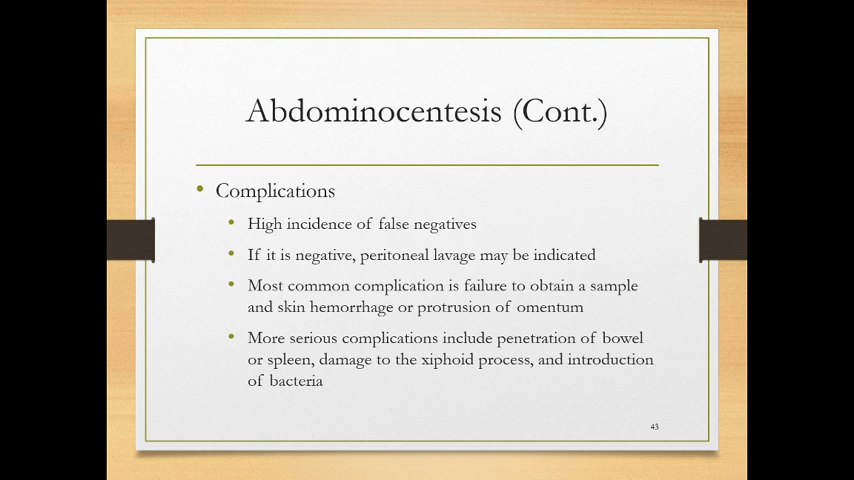 Abdominocentesis (Cont.)
• Complications
• High incidence of false negatives
• If it is negative, peritoneal lavage may be indicated
• Most common complication is failure to obtain a sample
and skin hemorrhage or protrusion of omentum
• More serious complications include penetration of bowel
or spleen, damage to the xiphoid process, and introduction
of bacteria
43